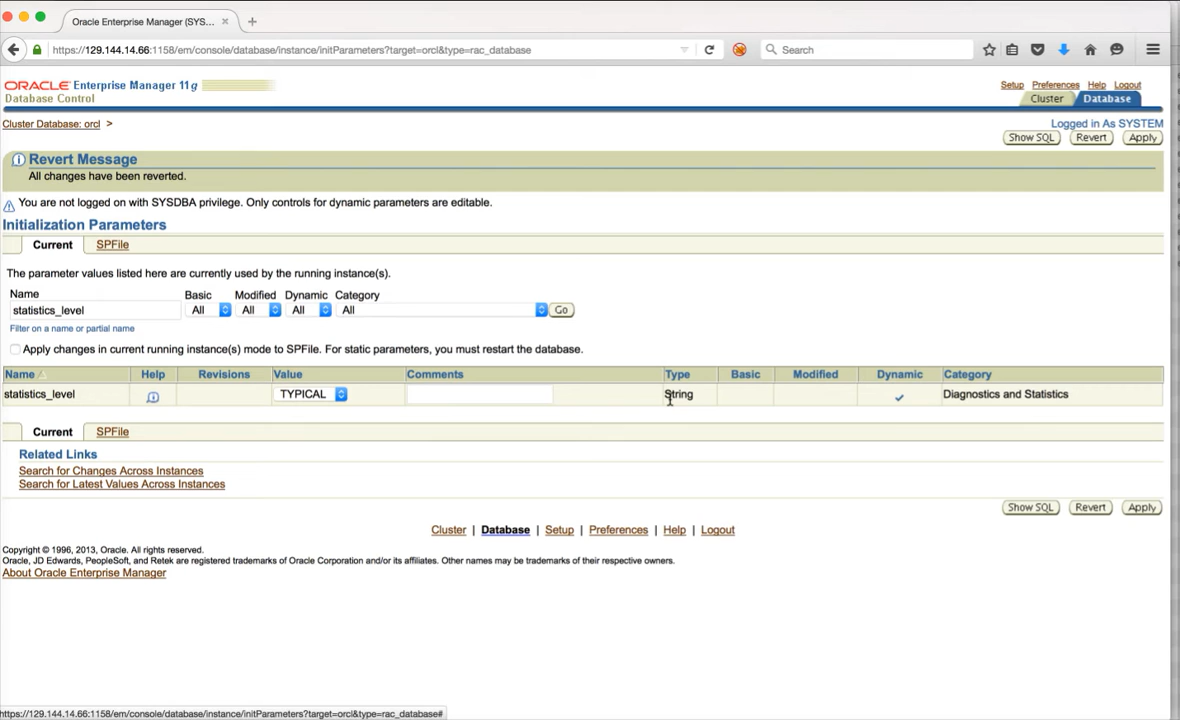 Oracle Enterprise Manager (SYS...
https://129.144.14.66:1158/em/console/database/instance/initParameters?target=orcl&type=rac_database
Search
ORACLE Enterprise Manager 11g
Database Control
Setup Preferences Help Logout
Cluster Database
Cluster Database: orcl >
Logged in As SYSTEM
Show SQL Revert Apply
Revert Message
All changes have been reverted.
You are not logged on with SYSDBA privilege. Only controls for dynamic parameters are editable.
Initialization Parameters
Current SPFile
The parameter values listed here are currently used by the running instance(s).
Name Basic Modified Dynamic Category
statistics_level All All All All Go
Filter on a name or partial name
Apply changes in current running instance(s) mode to SPFile. For static parameters, you must restart the database.
Name Help Revisions Value Comments Type Basic Modified Dynamic Category
statistics_level TYPICAL String Diagnostics and Statistics
Current SPFile
Related Links
Search for Changes Across Instances
Search for Latest Values Across Instances
Show SQL Revert Apply
Cluster | Database | Setup | Preferences | Help | Logout
Copyright © 1996, 2013, Oracle. All rights reserved.
Oracle, JD Edwards, PeopleSoft, and Retek are registered trademarks of Oracle Corporation and/or its affiliates. Other names may be trademarks of their respective owners.
About Oracle Enterprise Manager
https://129.144.14.66:1158/em/console/database/instance/initParameters?target=orcl&type=rac_database#